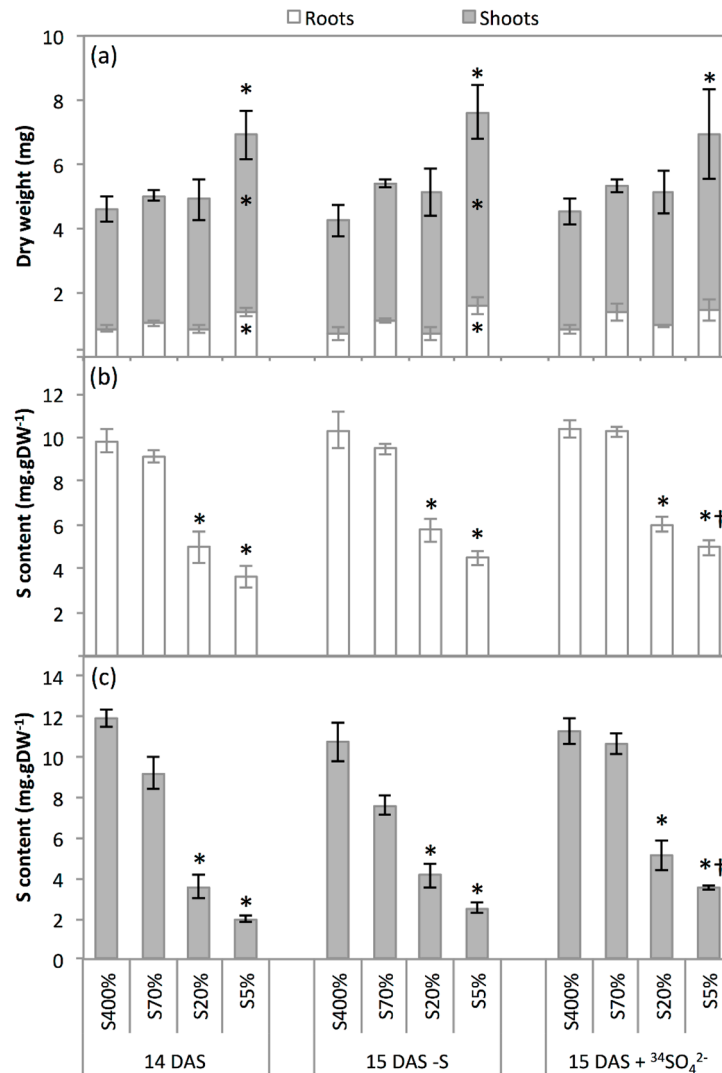 Roots Shoots
(a)
Dry weight (mg)
10
8
6
4
2
* * *
* *
* *
(b)
S content (mg.gDW⁻¹)
12
10
8
6
4
2
* * * * * *†
(c)
S content (mg.gDW⁻¹)
14
12
10
8
6
4
2
0
* * * * * *†
S400% S70% S20% S5% S400% S70% S20% S5% S400% S70% S20% S5%
14 DAS 15 DAS -S 15 DAS + ³⁴SO₄²⁻